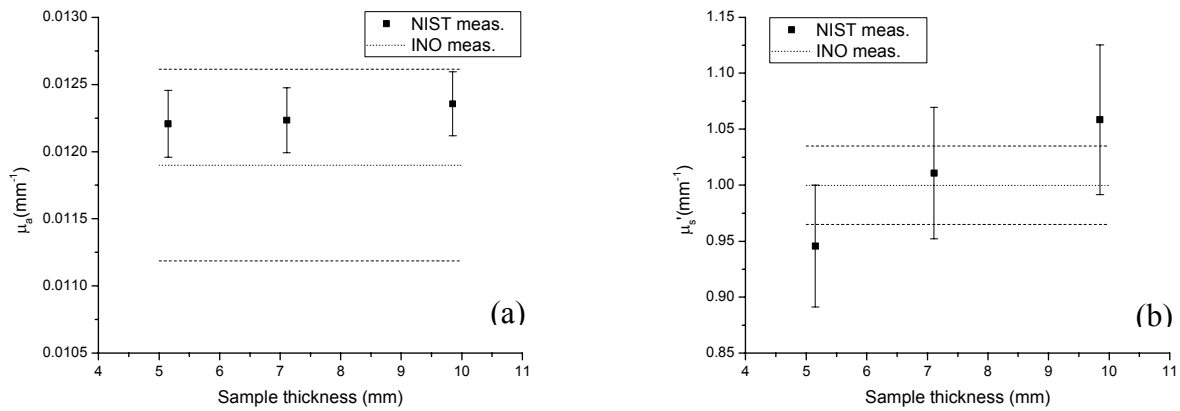 0.0130
0.0125
0.0120
0.0115
0.0110
0.0105
μa(mm-1)
NIST meas.
INO meas.
(a)
4 5 6 7 8 9 10 11
Sample thickness (mm)
1.15
1.10
1.05
1.00
0.95
0.90
0.85
μs'(mm-1)
NIST meas.
INO meas.
(b)
4 5 6 7 8 9 10 11
Sample thickness (mm)